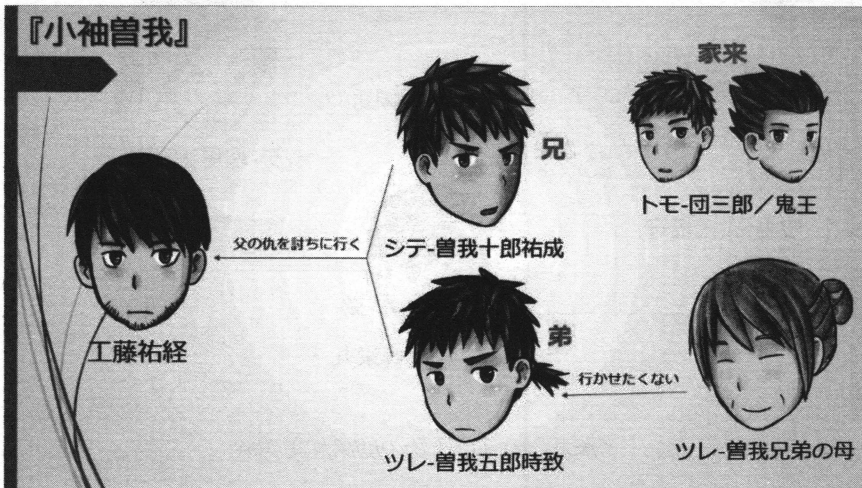 『小袖曽我』
家来
兄
トモ-団三郎／鬼王
シテ-曽我十郎祐成
父の仇を討ちに行く
工藤祐経
弟
行かせたくない
ツレ-曽我五郎時致
ツレ-曽我兄弟の母